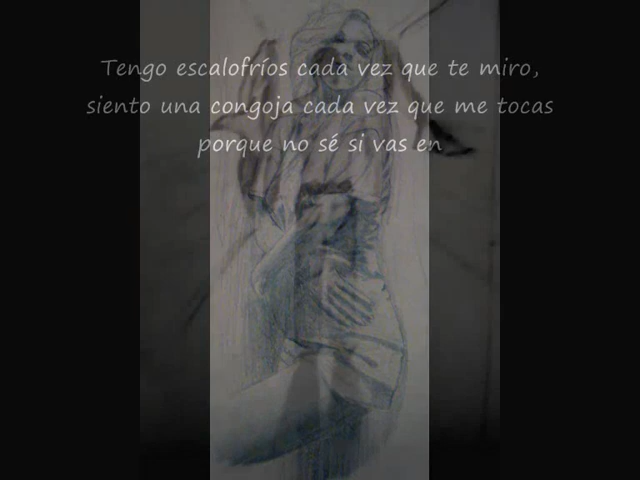 Tengo escalofríos cada vez que te miro,
siento una congoja cada vez que me tocas
porque no sé si vas en